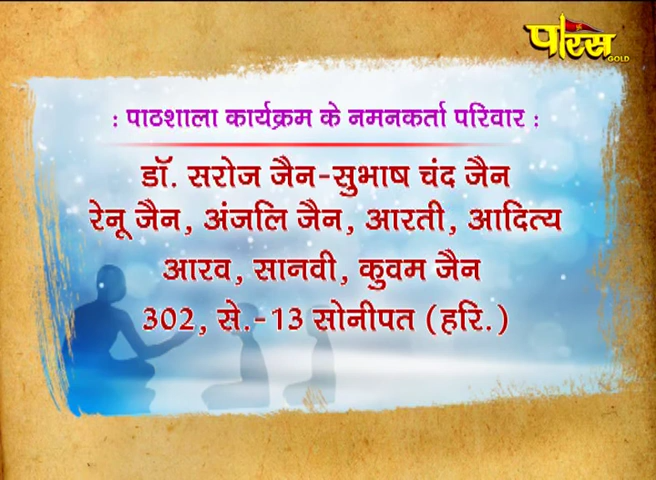 पारस
GOLD
: पाठशाला कार्यक्रम के नमनकर्ता परिवार :
डॉ. सरोज जैन-सुभाष चंद जैन
रेनू जैन, अंजलि जैन, आरती, आदित्य
आरव, सानवी, कुवम जैन
302, से.-13 सोनीपत (हरि.)